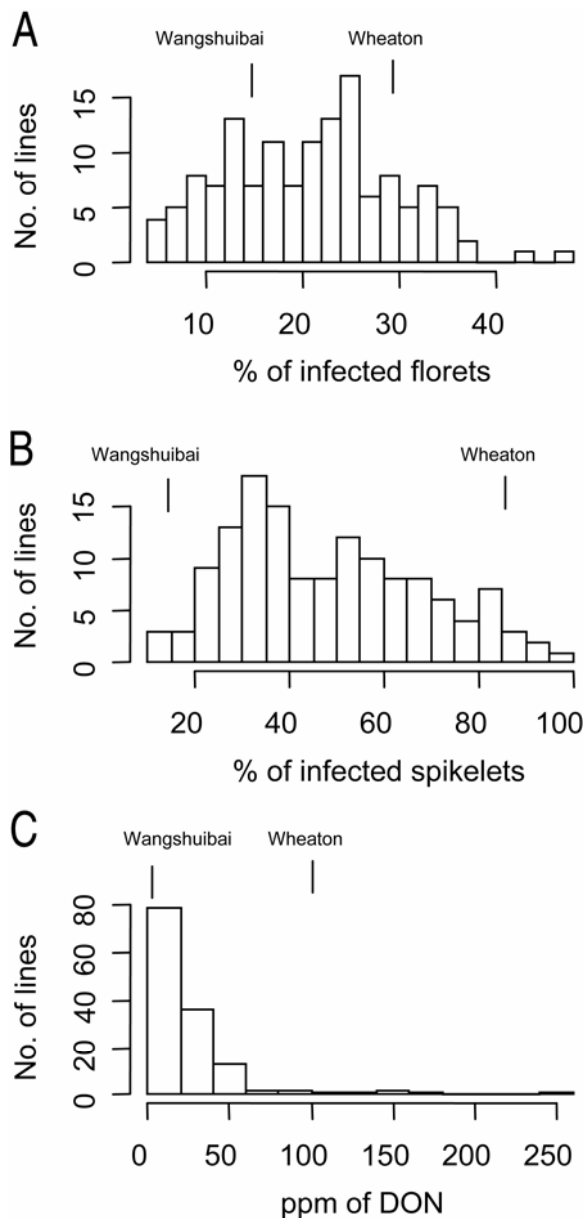 A
Wangshuibai Wheaton
No. of lines
15
10
5
0
10 20 30 40
% of infected florets
B
Wangshuibai Wheaton
No. of lines
15
10
5
0
20 40 60 80 100
% of infected spikelets
C
Wangshuibai Wheaton
No. of lines
80
60
40
20
0
0 50 100 150 200 250
ppm of DON